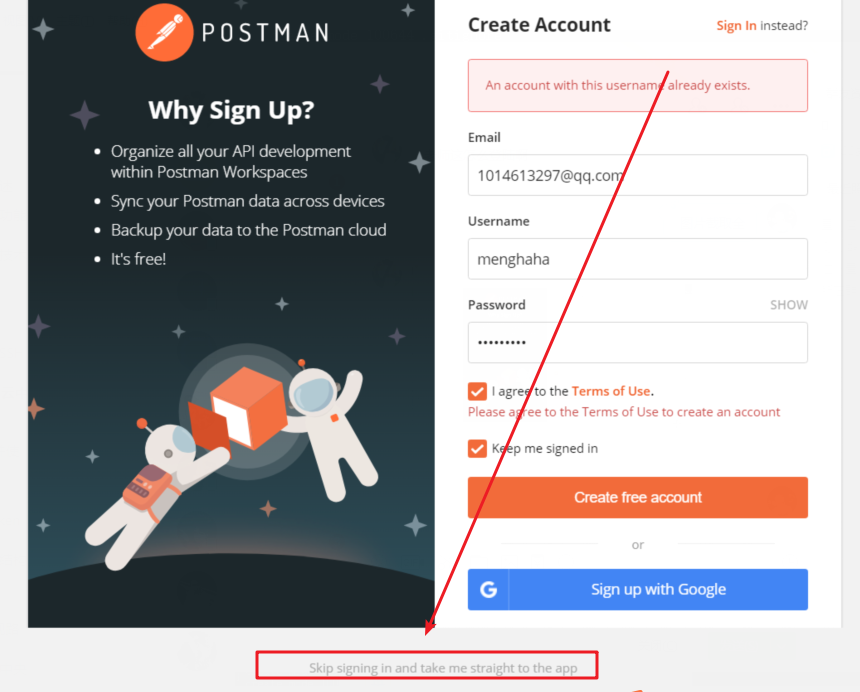 POSTMAN
Why Sign Up?
Organize all your API development
within Postman Workspaces
Sync your Postman data across devices
Backup your data to the Postman cloud
It's free!
Create Account
Sign In instead?
An account with this username already exists.
Email
1014613297@qq.com
Username
menghaha
Password
SHOW
•••••••••
I agree to the Terms of Use.
Please agree to the Terms of Use to create an account
Keep me signed in
Create free account
or
G
Sign up with Google
Skip signing in and take me straight to the app